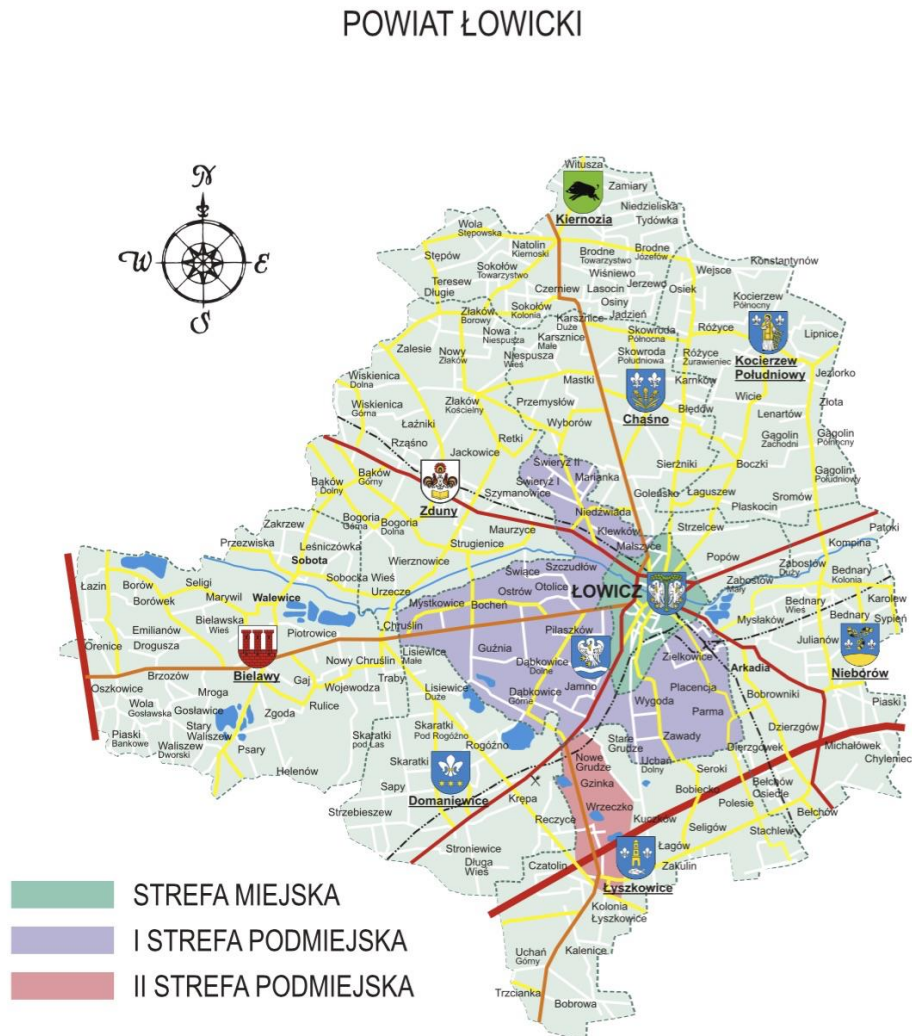 POWIAT ŁOWICKI
N
W
E
S
Witusza
Zamiary
Niedzieliska
Tydówka
Kiernozia
Wola
Stępowska
Natolin
Kiernoski
Brodne
Towarzystwo
Brodne
Józefów
Stępów
Sokołów
Towarzystwo
Wiśniewo
Wejsce
Konstantynów
Teresew
Długie
Czerniew
Lasocin
Jerzewo
Osiek
Osiny
Jadzień
Kocierzew
Północny
Złaków
Borowy
Sokołów
Kolonia
Karsznice
Duże
Nowa
Niespusza
Karsznice
Małe
Skowroda
Północna
Różyce
Lipnice
Zalesie
Nowy
Złaków
Niespusza
Wieś
Skowroda
Południowa
Różyce
Żurawieniec
Kocierzew
Południowy
Jeziorko
Wiskienica
Dolna
Mastki
Karnków
Wicie
Wiskienica
Górna
Złaków
Kościelny
Przemysłów
Chąśno
Błędów
Lenartów
Złota
Łaźniki
Wyborów
Gągolin
Zachodni
Gągolin
Północny
Rząśno
Retki
Jackowice
Sierżniki
Boczki
Bąków
Górny
Bąków
Dolny
Świeryż II
Marianka
Gągolin
Południowy
Zduny
Szymanowice
Świeryż I
Goleńsko
Łaguszew
Sromów
Płaskocin
Bogoria
Górna
Bogoria
Dolna
Niedźwiada
Zakrzew
Maurzyce
Klewków
Strzelcew
Patoki
Przezwiska
Leśniczówka
Strugienice
Małszyce
Kompina
Sobota
Wierznowice
Popów
Łazin
Borów
Seligi
Sobocka Wieś
Świące
Szczudłów
Zabostów
Duży
Bednary
Kolonia
Borówek
Marywil
Walewice
Urzecze
Ostrów
Otolice
ŁOWICZ
Zabostów
Mały
Bednary
Wieś
Karolew
Mystkowice
Bocheń
Bednary
Sypień
Emilianów
Bielawska
Wieś
Piotrowice
Chruślin
Pilaszków
Mysłaków
Julianów
Orenice
Drogusza
Guźnia
Zielkowice
Brzozów
Bielawy
Nowy Chruślin
Lisiewice
Małe
Dąbkowice
Dolne
Arkadia
Nieborów
Oszkowice
Mroga
Gaj
Wojewodza
Traby
Lisiewice
Duże
Dąbkowice
Górne
Jamno
Placencja
Bobrowniki
Wola
Gosławska
Gosławice
Rulice
Wygoda
Parma
Piaski
Stary
Waliszew
Zgoda
Skaratki
Pod Rogóźno
Dzierzgów
Piaski
Bankowe
Waliszew
Dworski
Psary
Skaratki
pod Las
Rogóźno
Stare
Grudze
Zawady
Dierzgówek
Michałówek
Chyleniec
Helenów
Skaratki
Nowe
Grudze
Uchań
Dolny
Seroki
Bełchów
Osiedle
Sapy
Domaniewice
Gzinka
Bobiecko
Krępa
Polesie
Bełchów
Strzebieszew
Wrzeczko
Reczyce
Kuczków
Seligów
Stachlew
Stroniewice
Łagów
Długa
Wieś
Czatolin
Zakulin
Łyszkowice
Kolonia
Łyszkowice
Uchań
Górny
Kalenice
Trzcianka
Bobrowa
STREFA MIEJSKA
I STREFA PODMIEJSKA
II STREFA PODMIEJSKA